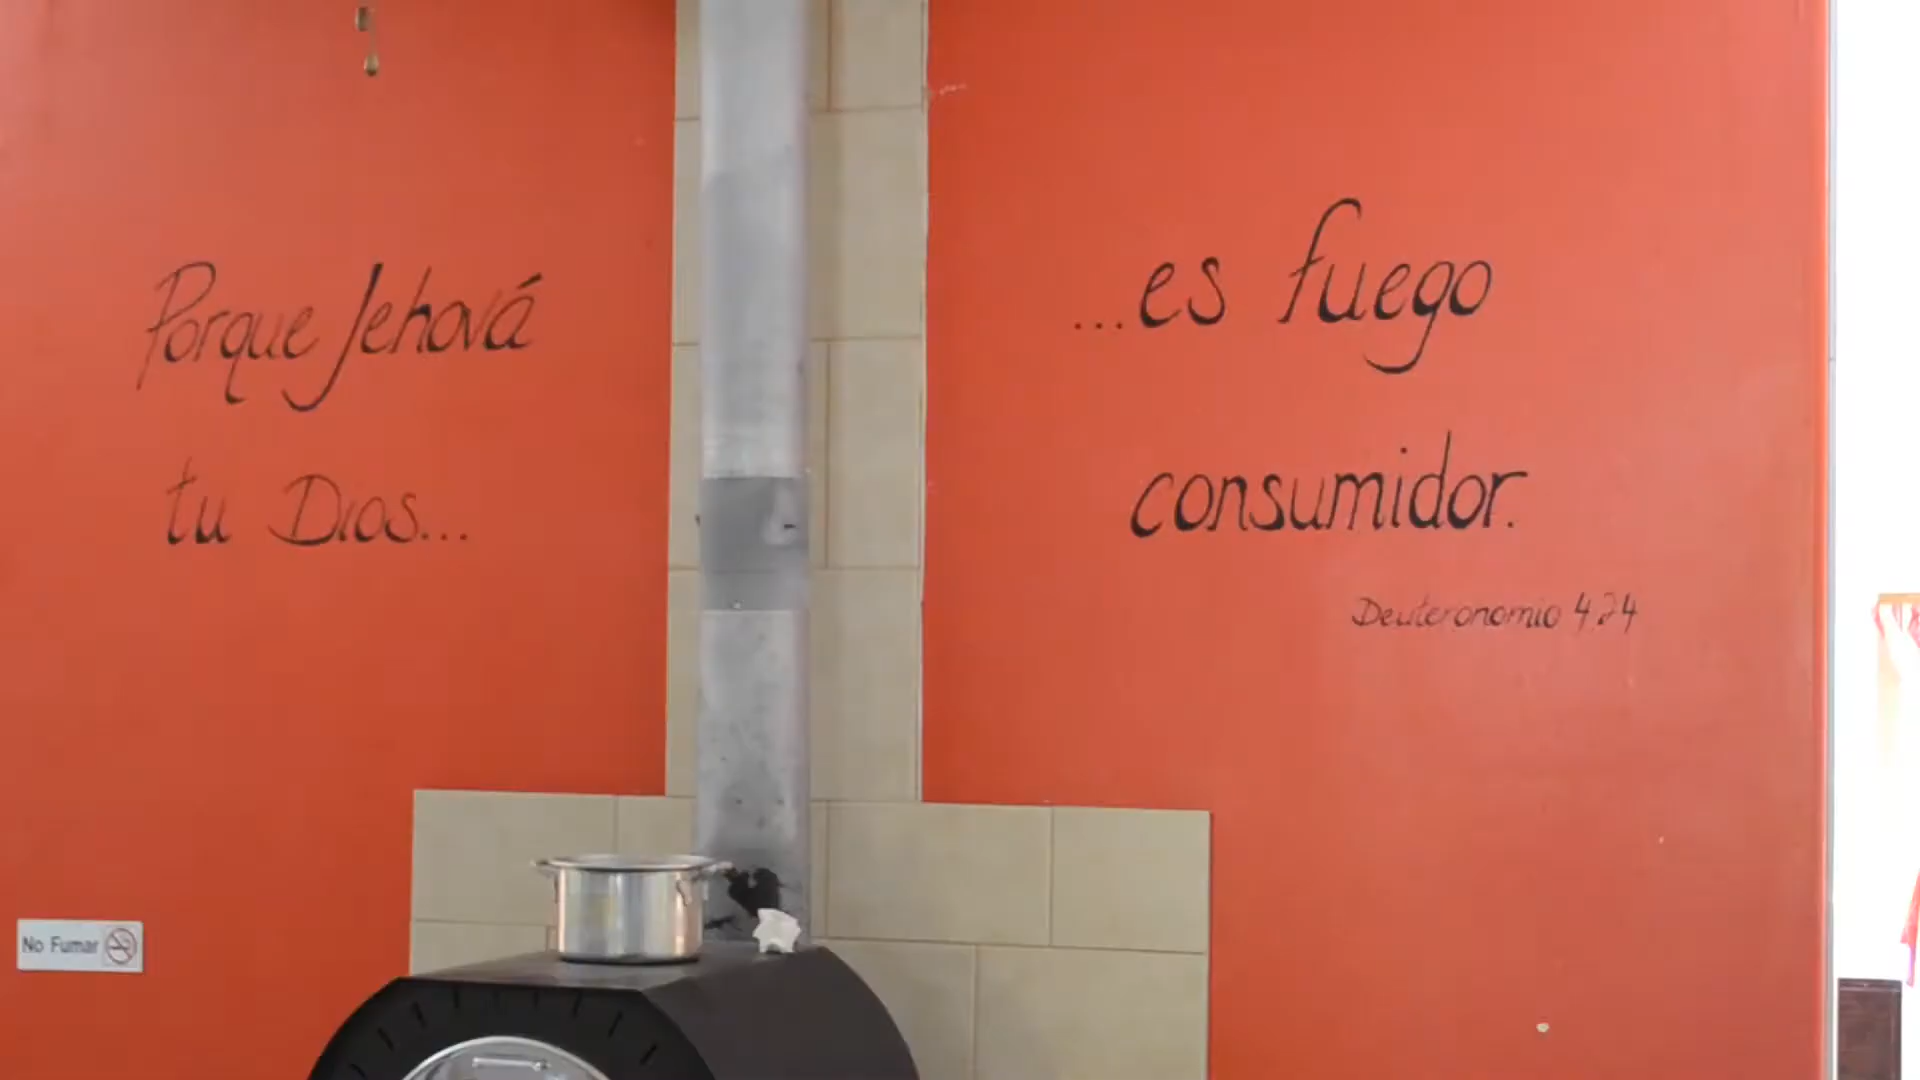 Porque Jehová
tu Dios...
...es fuego
consumidor.
Deuteronomio 4.24
No Fumar